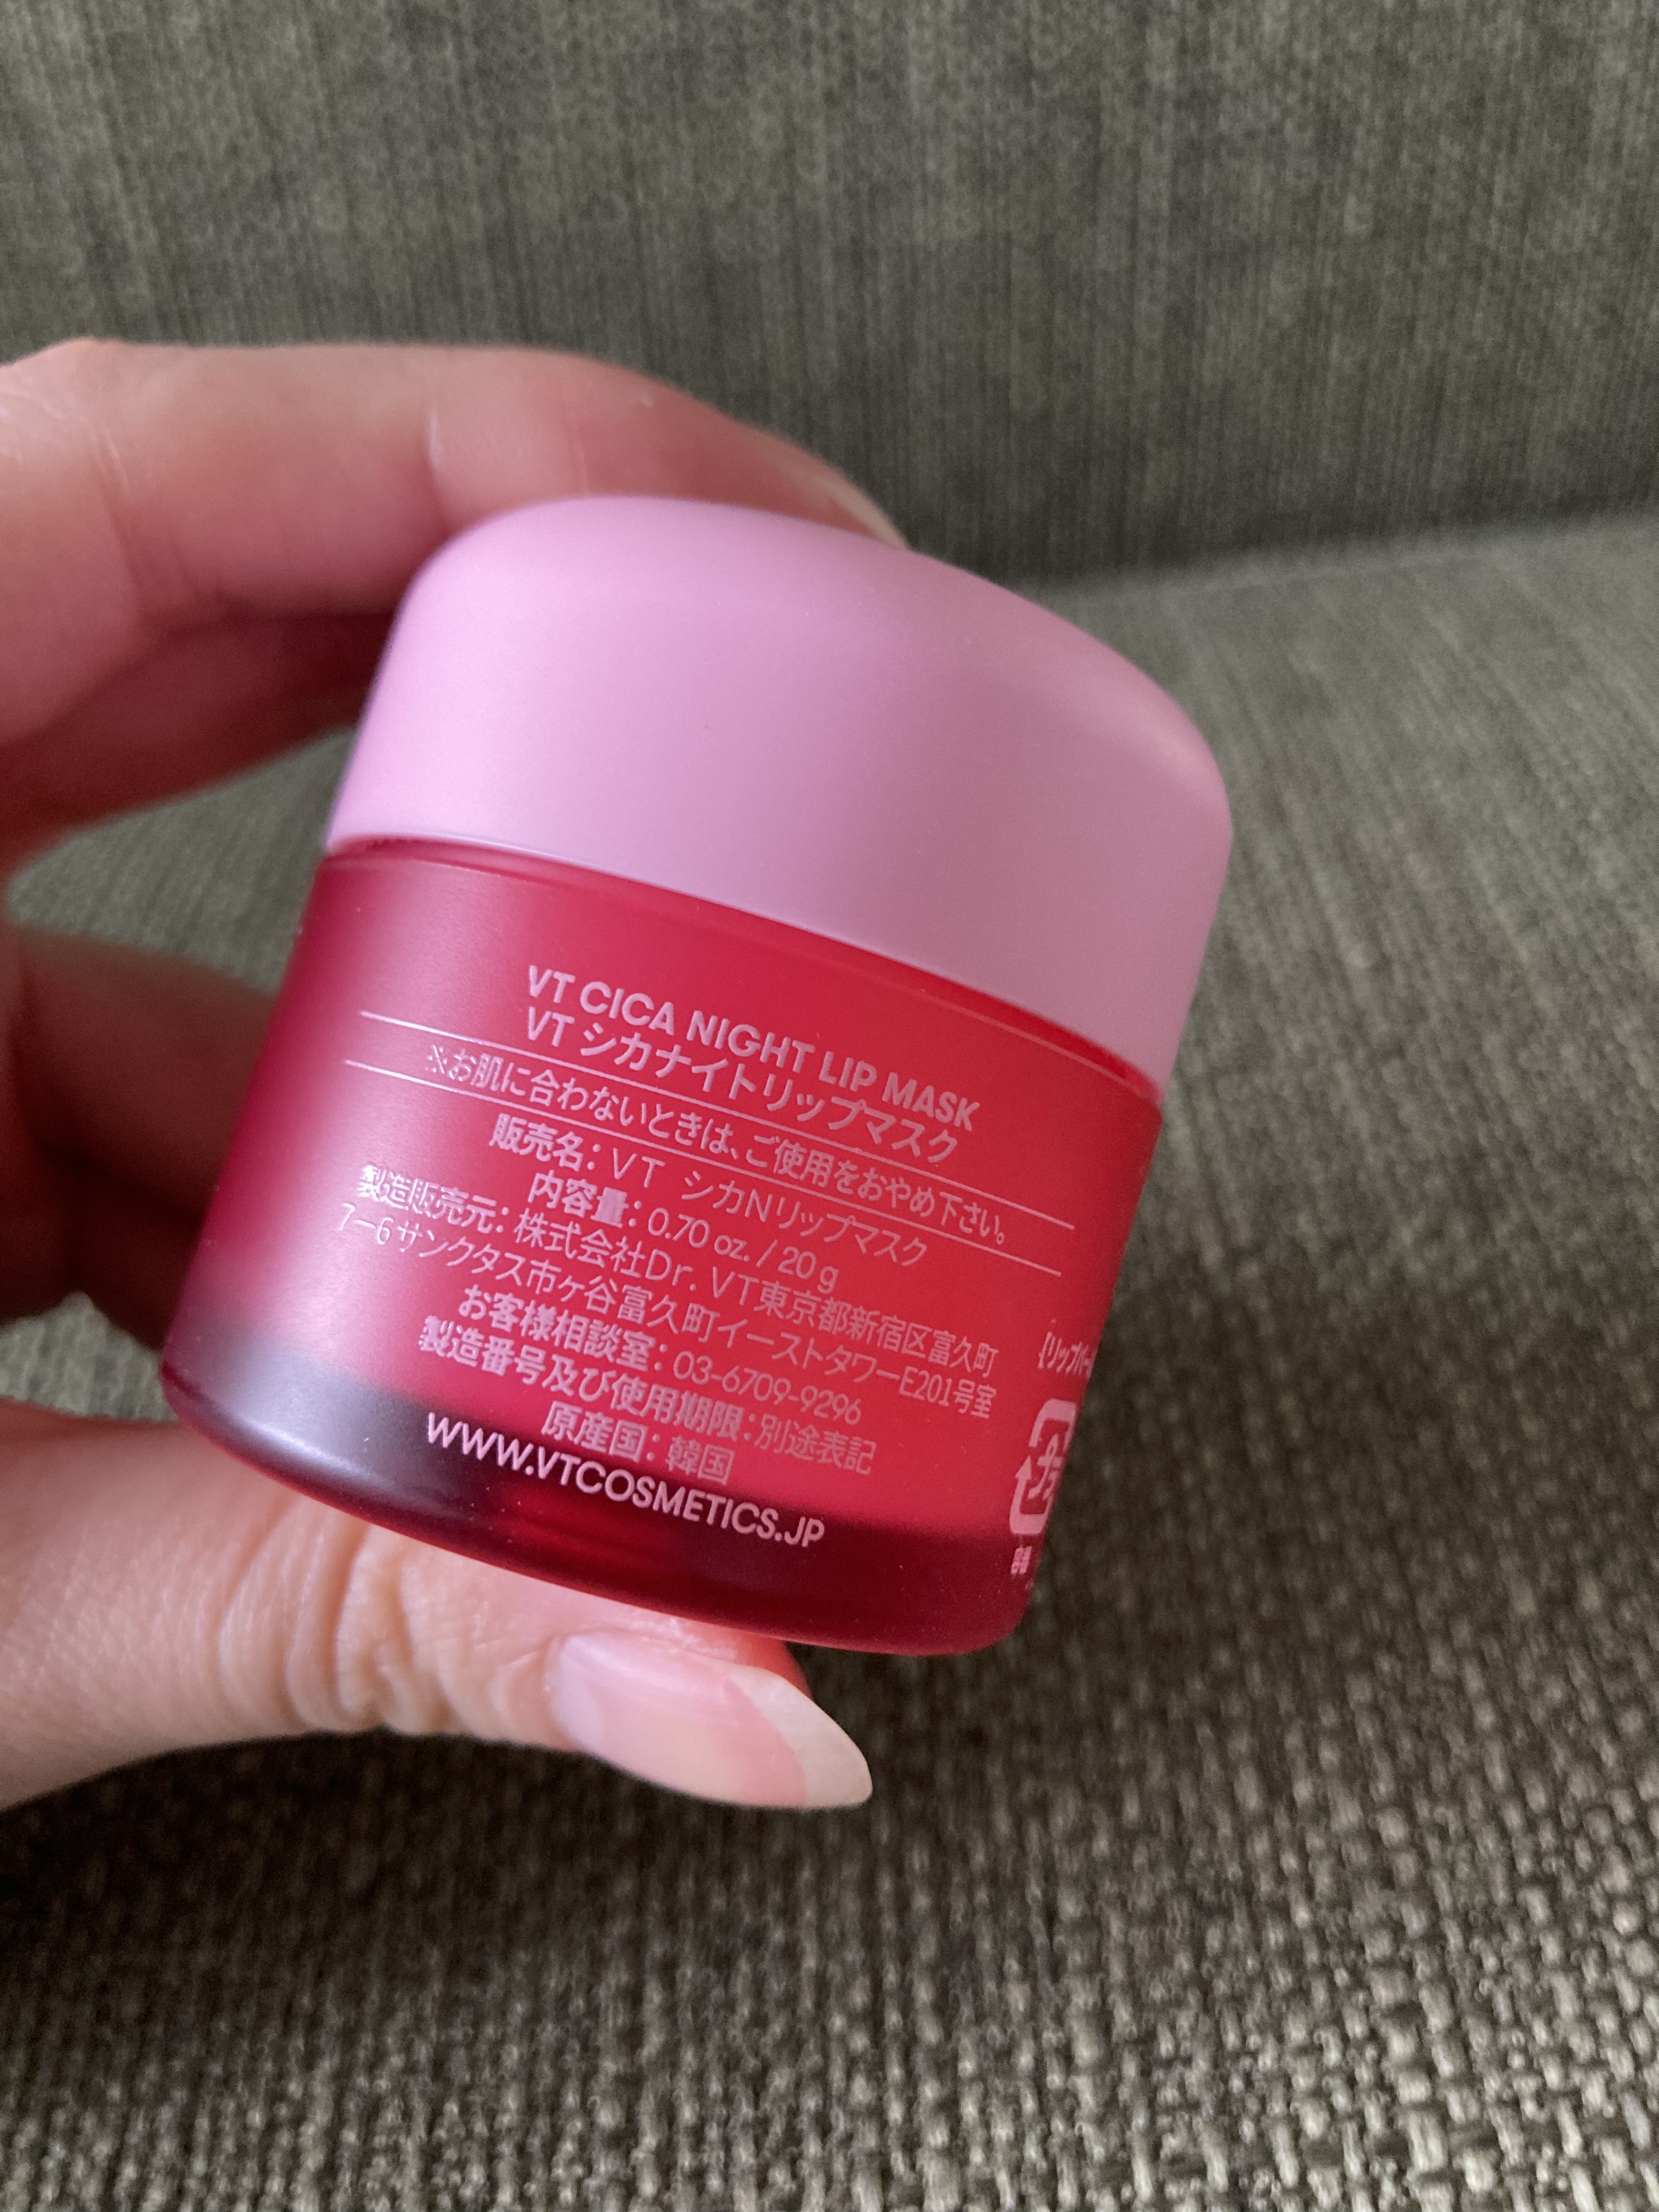 VT CICA NIGHT LIP MASK
VT シカナイトリップマスク
※お肌に合わないときは、ご使用をおやめ下さい。
販売名：VT シカNリップマスク
内容量：0.70 oz. / 20 g
製造販売元：株式会社Dr. VT東京都新宿区富久町
7-6サンクタス市ヶ谷富久町イーストタワーE201号室
お客様相談室：03-6709-9296
製造番号及び使用期限：別途表記
原産国：韓国
WWW.VTCOSMETICS.JP